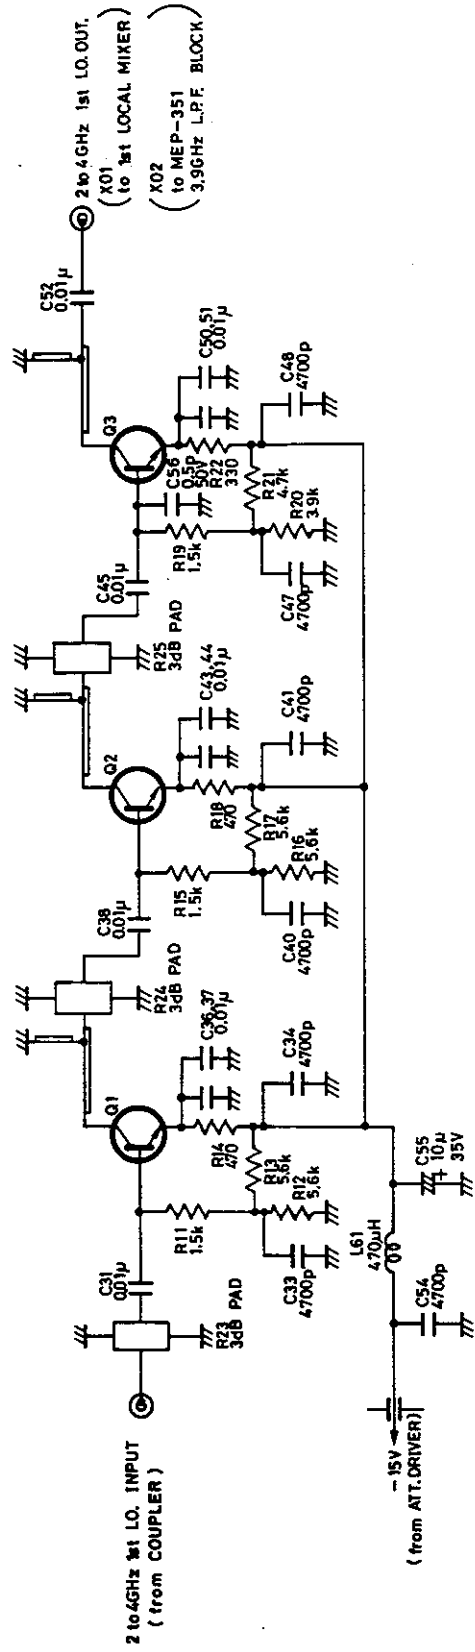 2 to 4GHz 1st LO. INPUT
( from COUPLER )
R23
3dB PAD
C31
0.01µ
R11
1.5k
C33
4700p
Q1
R13
5.6k
R12
5.6k
R14
470
C36,37
0.01µ
C34
4700p
R24
3dB PAD
C38
0.01µ
R15
1.5k
C40
4700p
Q2
R17
5.6k
R16
5.6k
R18
470
C43,44
0.01µ
C41
4700p
R25
3dB PAD
C45
0.01µ
R19
1.5k
C47
4700p
Q3
C56
0.5p
50V
R22
330
R21
4.7k
R20
3.9k
C50,51
0.01µ
C48
4700p
C52
0.01µ
2 to 4GHz 1st LO. OUT.
X01
(to 1st LOCAL MIXER)
X02
(to MEP-351
3.9GHz L.P.F. BLOCK)
-15V
( from ATT. DRIVER)
C54
4700p
L61
470µH
C55
10µ
35V
+